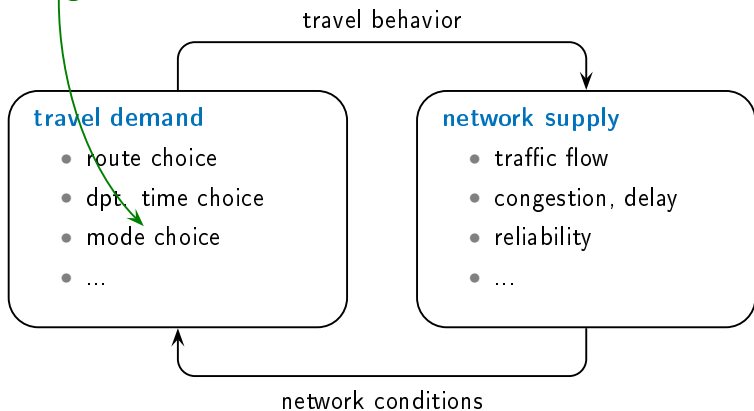 travel behavior
travel demand
• route choice
• dpt. time choice
• mode choice
• ...
network supply
• traffic flow
• congestion, delay
• reliability
• ...
network conditions